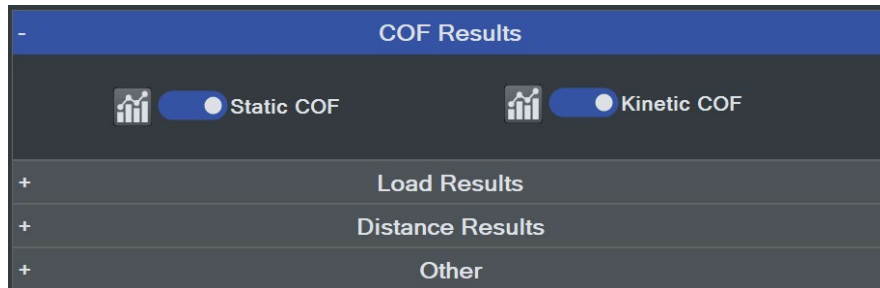 - COF Results
Static COF Kinetic COF
+ Load Results
+ Distance Results
+ Other